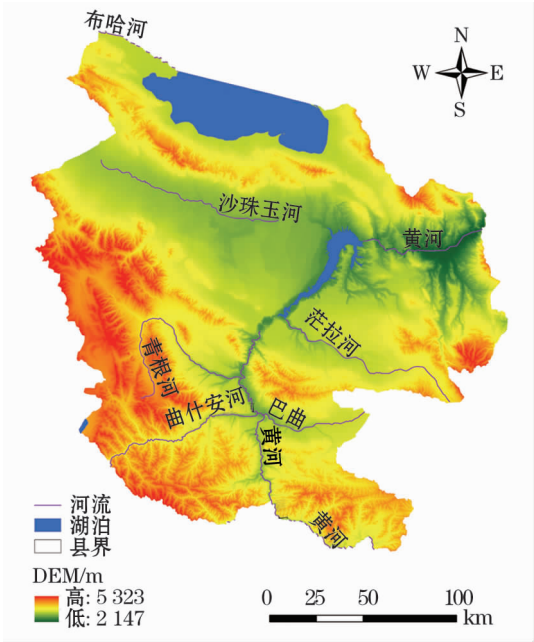 布哈河
N
W E
S
沙珠玉河
黄河
茫拉河
青根河
曲什安河
巴曲
黄河
黄河
河流
湖泊
县界
DEM/m
高: 5 323
低: 2 147
0 25 50 100
km